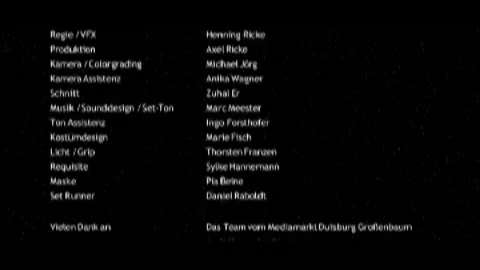 Regie / VFX Henning Ricke
Produktion Axel Ricke
Kamera / Colorgrading Michael Jörg
Kamera Assistenz Anika Wagner
Schnitt Zuhal Er
Musik / Sounddesign / Set-Ton Marc Meester
Ton Assistenz Ingo Forsthofer
Kostümdesign Marie Fisch
Licht / Grip Thorsten Franzen
Requisite Sylke Hannemann
Maske Pia Beine
Set Runner Daniel Raboldt
Vielen Dank an Das Team vom Mediamarkt Duisburg Großenbaum